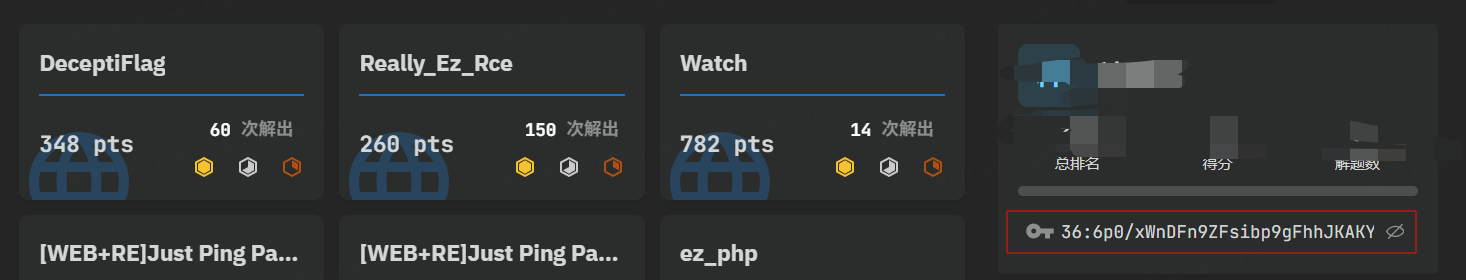 DeceptiFlag
348 pts
60 次解出
Really_Ez_Rce
260 pts
150 次解出
Watch
782 pts
14 次解出
[WEB+RE]Just Ping Pa...
[WEB+RE]Just Ping Pa...
ez_php
总排名
得分
解题数
36:6p0/xWnDFn9ZFsibp9gFhhJKAKY